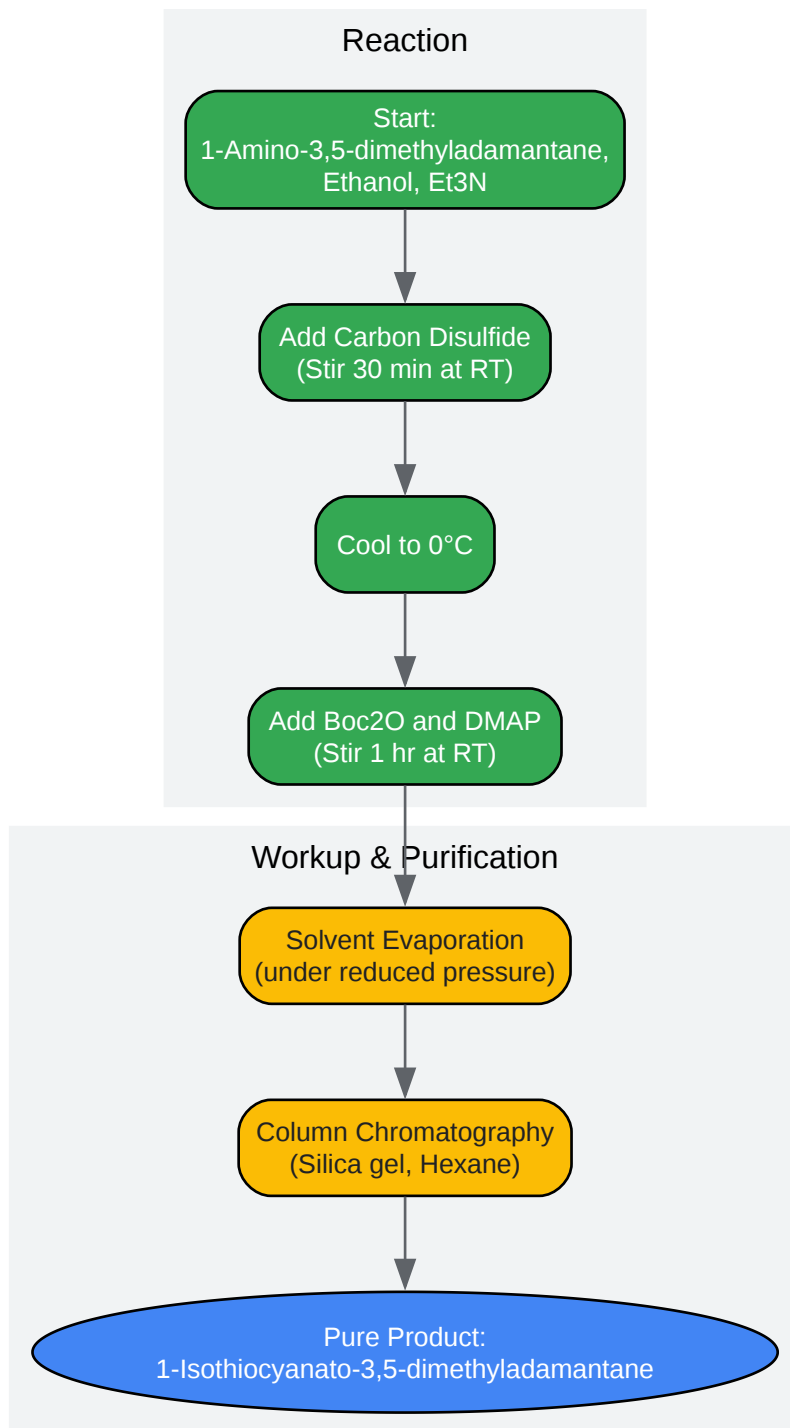 Reaction
Start:
1-Amino-3,5-dimethyladamantane,
Ethanol, Et3N
Add Carbon Disulfide
(Stir 30 min at RT)
Cool to 0°C
Add Boc2O and DMAP
(Stir 1 hr at RT)
Workup & Purification
Solvent Evaporation
(under reduced pressure)
Column Chromatography
(Silica gel, Hexane)
Pure Product:
1-Isothiocyanato-3,5-dimethyladamantane